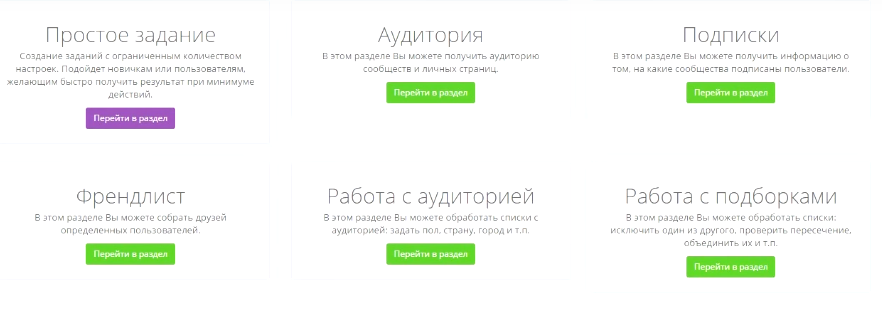 Простое задание
Создание заданий с ограниченным количеством
настроек. Подойдет новичкам или пользователям,
желающим быстро получить результат при минимуме
действий.
Перейти в раздел
Аудитория
В этом разделе Вы можете получить аудиторию
сообществ и личных страниц.
Перейти в раздел
Подписки
В этом разделе Вы можете получить информацию о
том, на какие сообщества подписаны пользователи.
Перейти в раздел
Френдлист
В этом разделе Вы можете собрать друзей
определенных пользователей.
Перейти в раздел
Работа с аудиторией
В этом разделе Вы можете обработать списки с
аудиторией: задать пол, страну, город и т.п.
Перейти в раздел
Работа с подборками
В этом разделе Вы можете обработать списки:
исключить один из другого, проверить пересечение,
объединить их и т.п.
Перейти в раздел